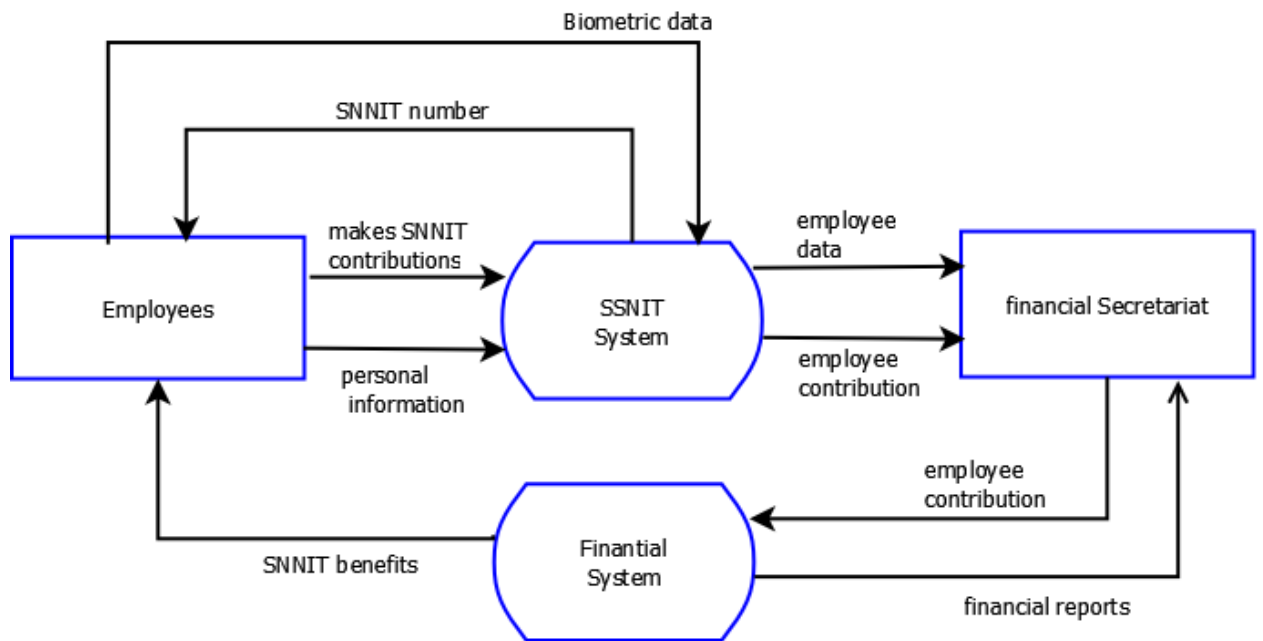 Biometric data
SNNIT number
makes SNNIT
contributions
employee
data
Employees
SSNIT
System
financial Secretariat
personal
information
employee
contribution
employee
contribution
SNNIT benefits
Finantial
System
financial reports